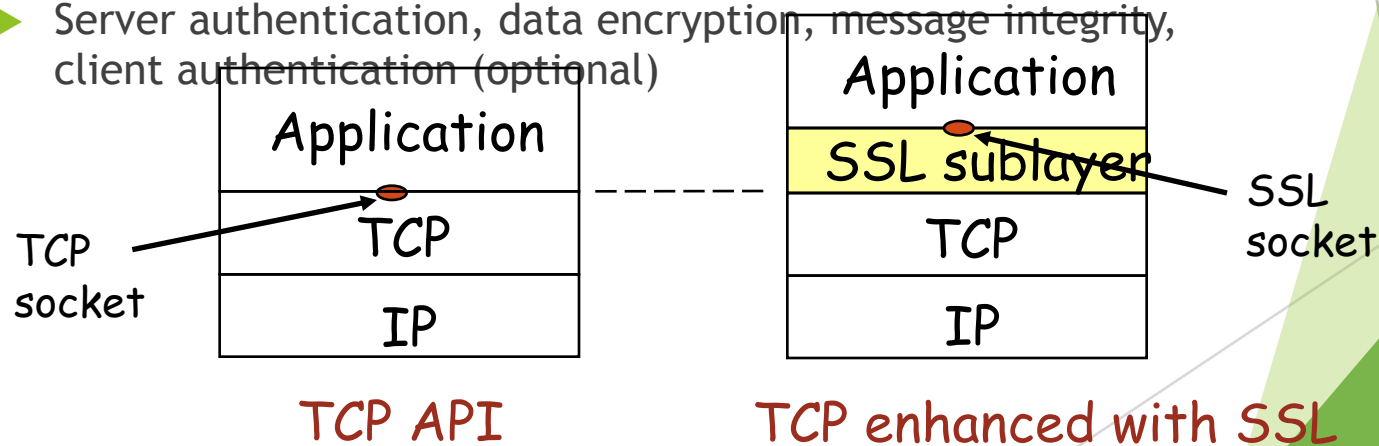 Server authentication, data encryption, message integrity,
client authentication (optional)
Application
TCP
IP
TCP
socket
TCP API
Application
SSL sublayer
TCP
IP
SSL
socket
TCP enhanced with SSL